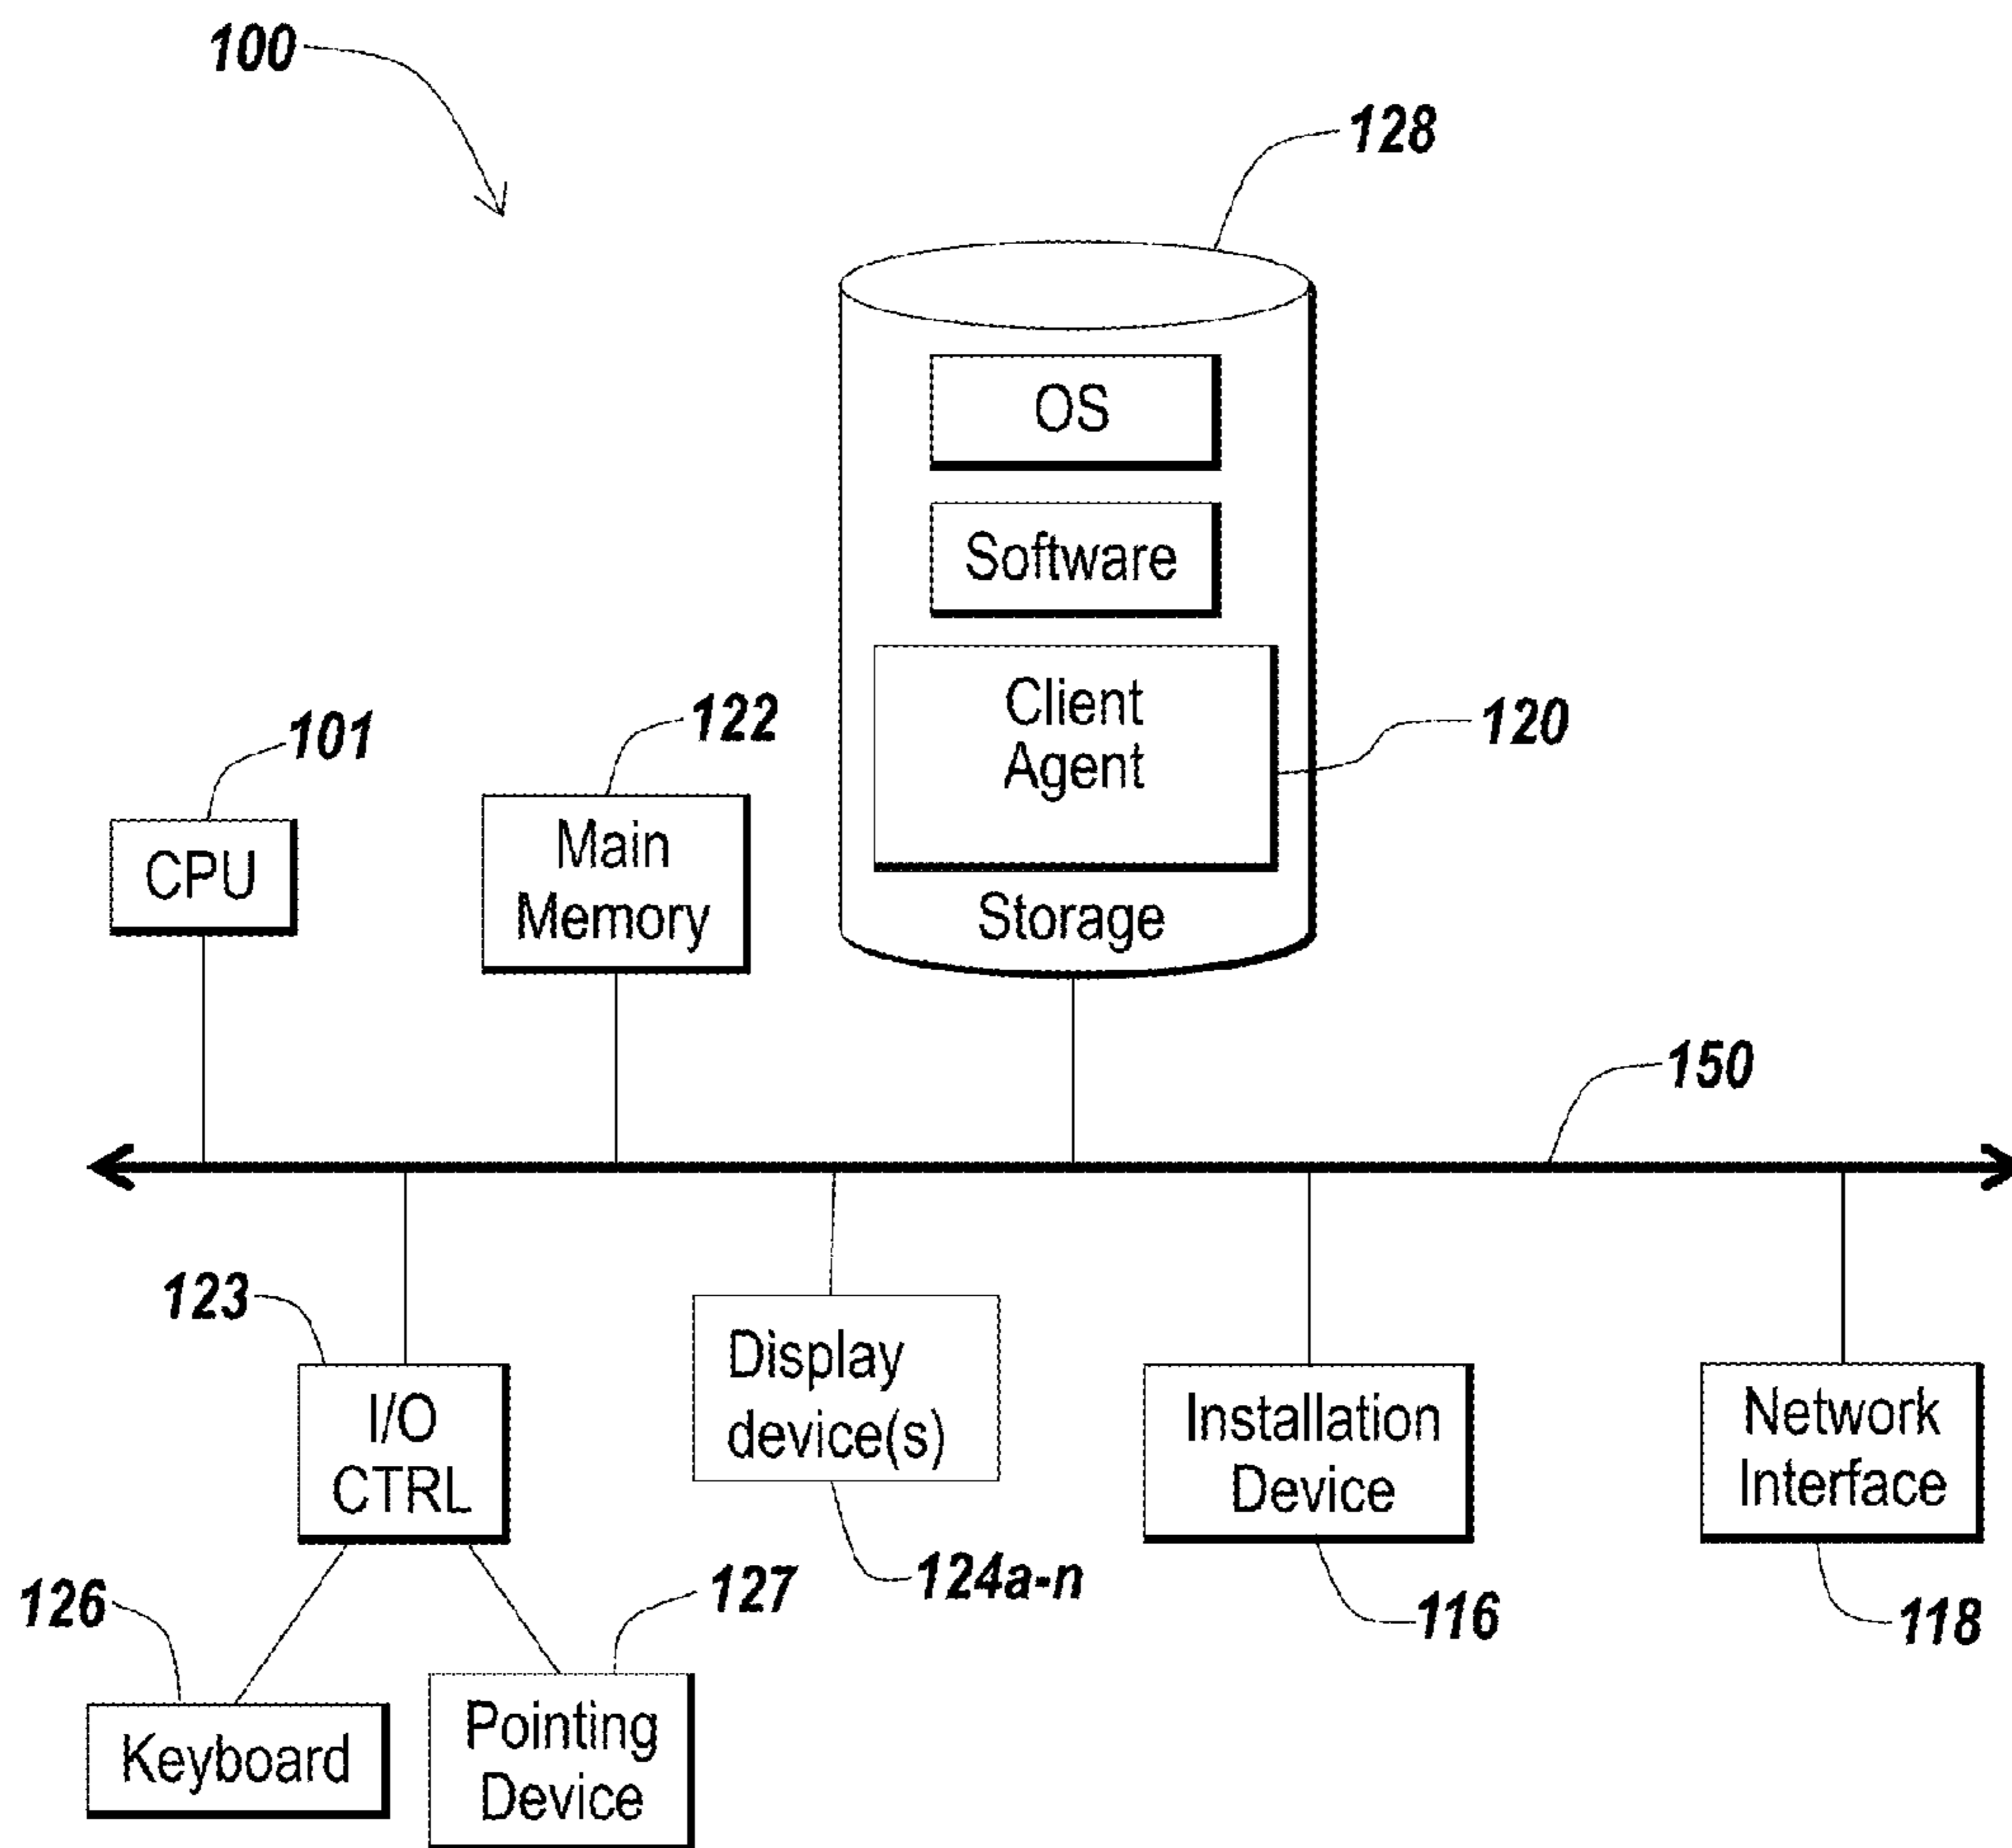 100
128
OS
Software
Client
Agent
120
Storage
101
CPU
122
Main
Memory
150
123
I/O
CTRL
Display
device(s)
124a-n
Installation
Device
116
Network
Interface
118
126
Keyboard
127
Pointing
Device